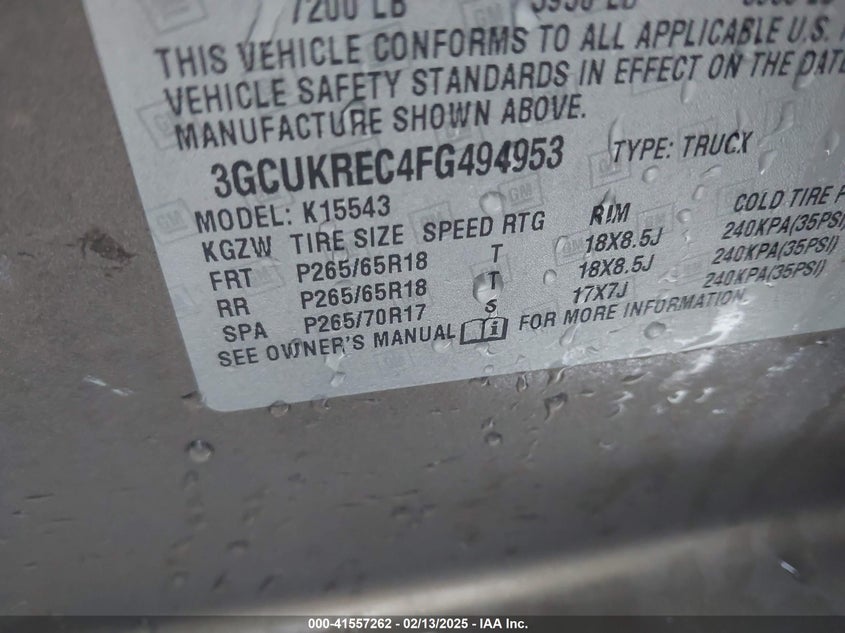 7200 LB
THIS VEHICLE CONFORMS TO ALL APPLICABLE U.S.
VEHICLE SAFETY STANDARDS IN EFFECT ON THE DATE
MANUFACTURE SHOWN ABOVE.
3GCUKREC4FG494953 TYPE: TRUCK
MODEL: K15543
KGZW TIRE SIZE SPEED RTG RIM COLD TIRE
FRT P265/65R18 T 18X8.5J 240KPA(35PSI)
RR P265/65R18 T 18X8.5J 240KPA(35PSI)
SPA P265/70R17 S 17X7J 240KPA(35PSI)
SEE OWNER'S MANUAL FOR MORE INFORMATION.
000-41557262 - 02/13/2025 - IAA Inc.